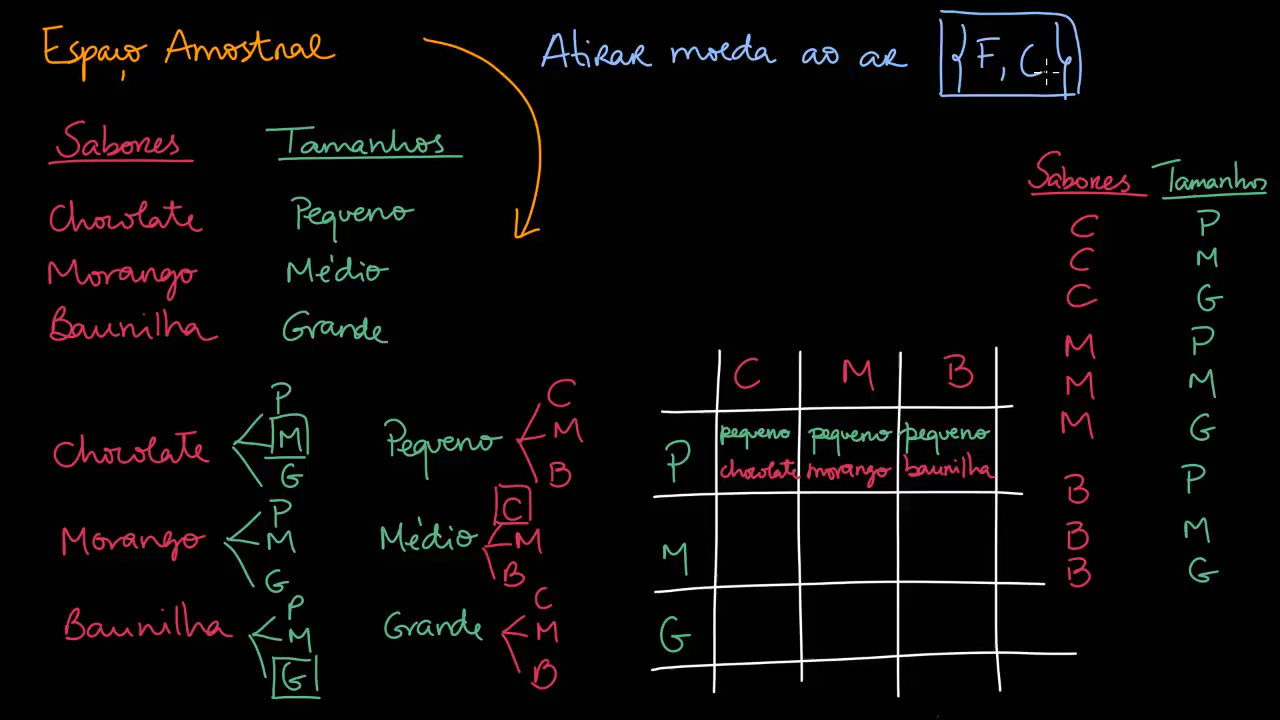 Espaço Amostral
Atirar moeda ao ar {F, C}
Sabores Tamanhos
Chocolate Pequeno
Morango Médio
Baunilha Grande
P
Chocolate M
G
P
Morango M
G
P
Baunilha M
G
C
Pequeno M
B
C
Médio M
B
C
Grande M
B
C M B
P pequeno pequeno pequeno
chocolate morango baunilha
M
G
Sabores Tamanhos
C P
C M
C G
M P
M M
M G
B P
B M
B G